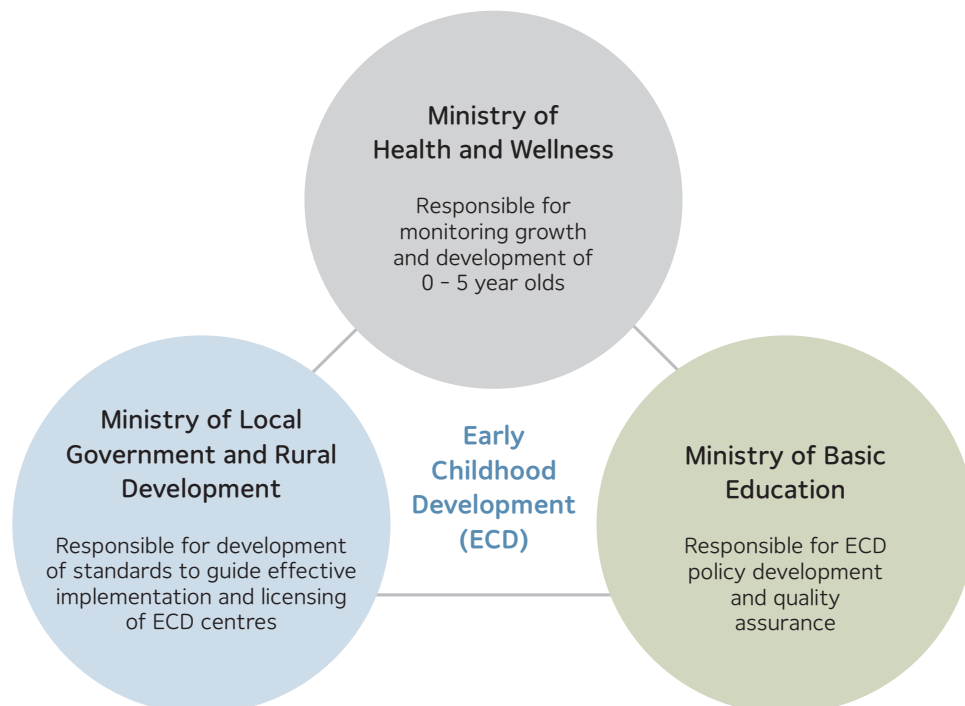 Ministry of
Health and Wellness
Responsible for
monitoring growth
and development of
0 - 5 year olds
Ministry of Local
Government and Rural
Development
Responsible for development
of standards to guide effective
implementation and licensing
of ECD centres
Early
Childhood
Development
(ECD)
Ministry of Basic
Education
Responsible for ECD
policy development
and quality
assurance